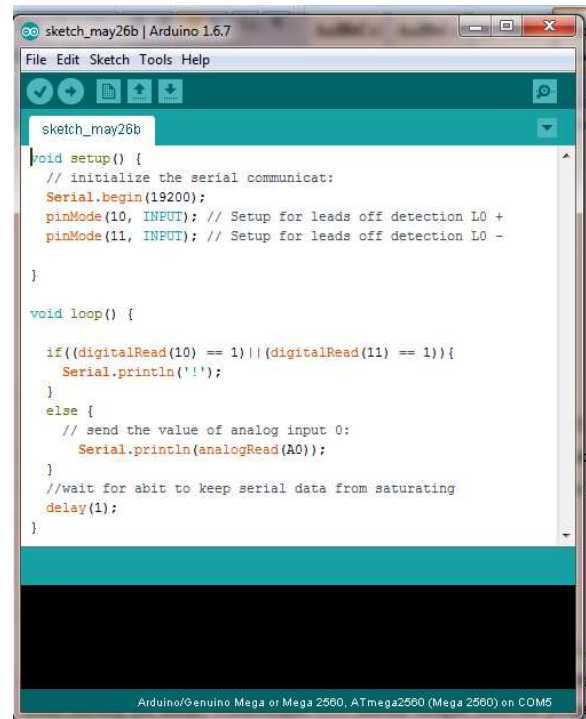 sketch_may26b | Arduino 1.6.7
File Edit Sketch Tools Help
sketch_may26b
void setup() {
// initialize the serial communicat:
Serial.begin(19200);
pinMode(10, INPUT); // Setup for leads off detection L0 +
pinMode(11, INPUT); // Setup for leads off detection L0 -
}
void loop() {
if((digitalRead(10) == 1)||(digitalRead(11) == 1)){
Serial.println('!');
}
else {
// send the value of analog input 0:
Serial.println(analogRead(A0));
}
//wait for abit to keep serial data from saturating
delay(1);
}
Arduino/Genuino Mega or Mega 2560, ATmega2560 (Mega 2560) on COM5